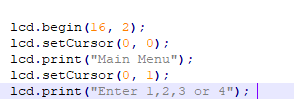 lcd.begin(16, 2);
lcd.setCursor(0, 0);
lcd.print("Main Menu");
lcd.setCursor(0, 1);
lcd.print("Enter 1,2,3 or 4");